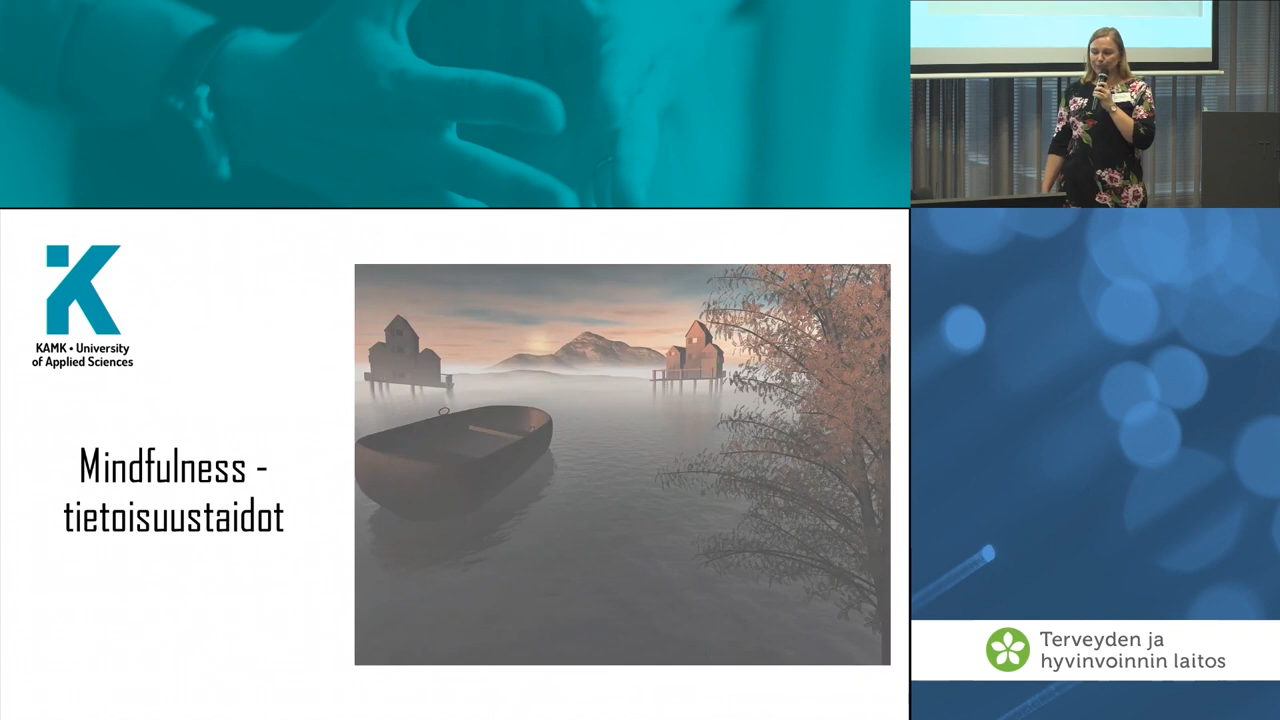 KAMK • University
of Applied Sciences
Mindfulness -
tietoisuustaidot
Terveyden ja
hyvinvoinnin laitos